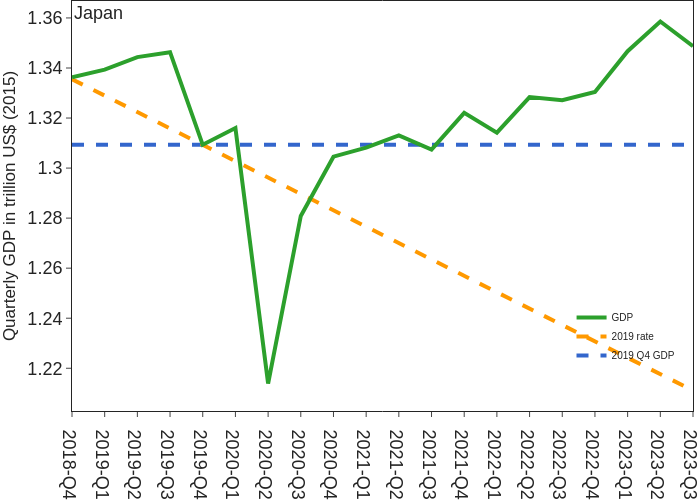 Japan
Quarterly GDP in trillion US$ (2015)
1.36
1.34
1.32
1.3
1.28
1.26
1.24
1.22
GDP
2019 rate
2019 Q4 GDP
2018-Q4
2019-Q1
2019-Q2
2019-Q3
2019-Q4
2020-Q1
2020-Q2
2020-Q3
2020-Q4
2021-Q1
2021-Q2
2021-Q3
2021-Q4
2022-Q1
2022-Q2
2022-Q3
2022-Q4
2023-Q1
2023-Q2
2023-Q3